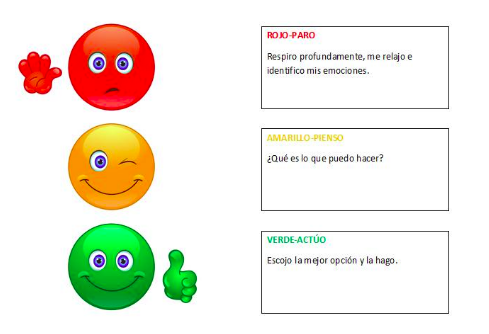 ROJO-PARO
Respiro profundamente, me relajo e
identifico mis emociones.
AMARILLO-PIENSO
¿Qué es lo que puedo hacer?
VERDE-ACTÚO
Escojo la mejor opción y la hago.